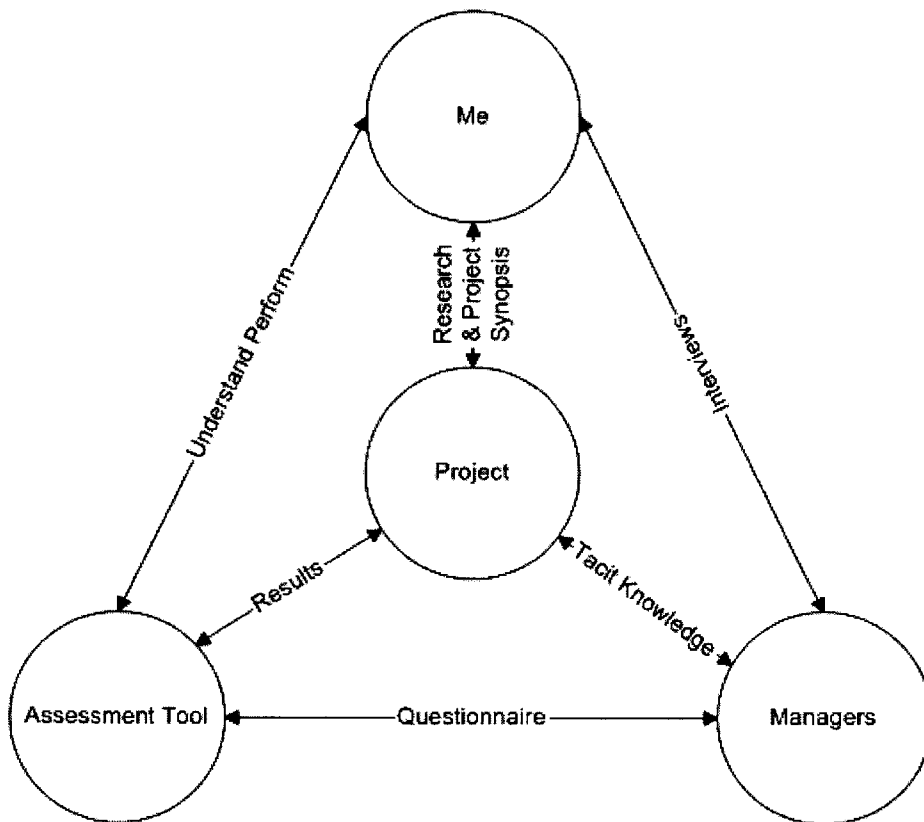 Me
Research
& Project
Synopsis
Understand Perform
Interviews
Project
Results
Tacit Knowledge
Assessment Tool
Questionnaire
Managers